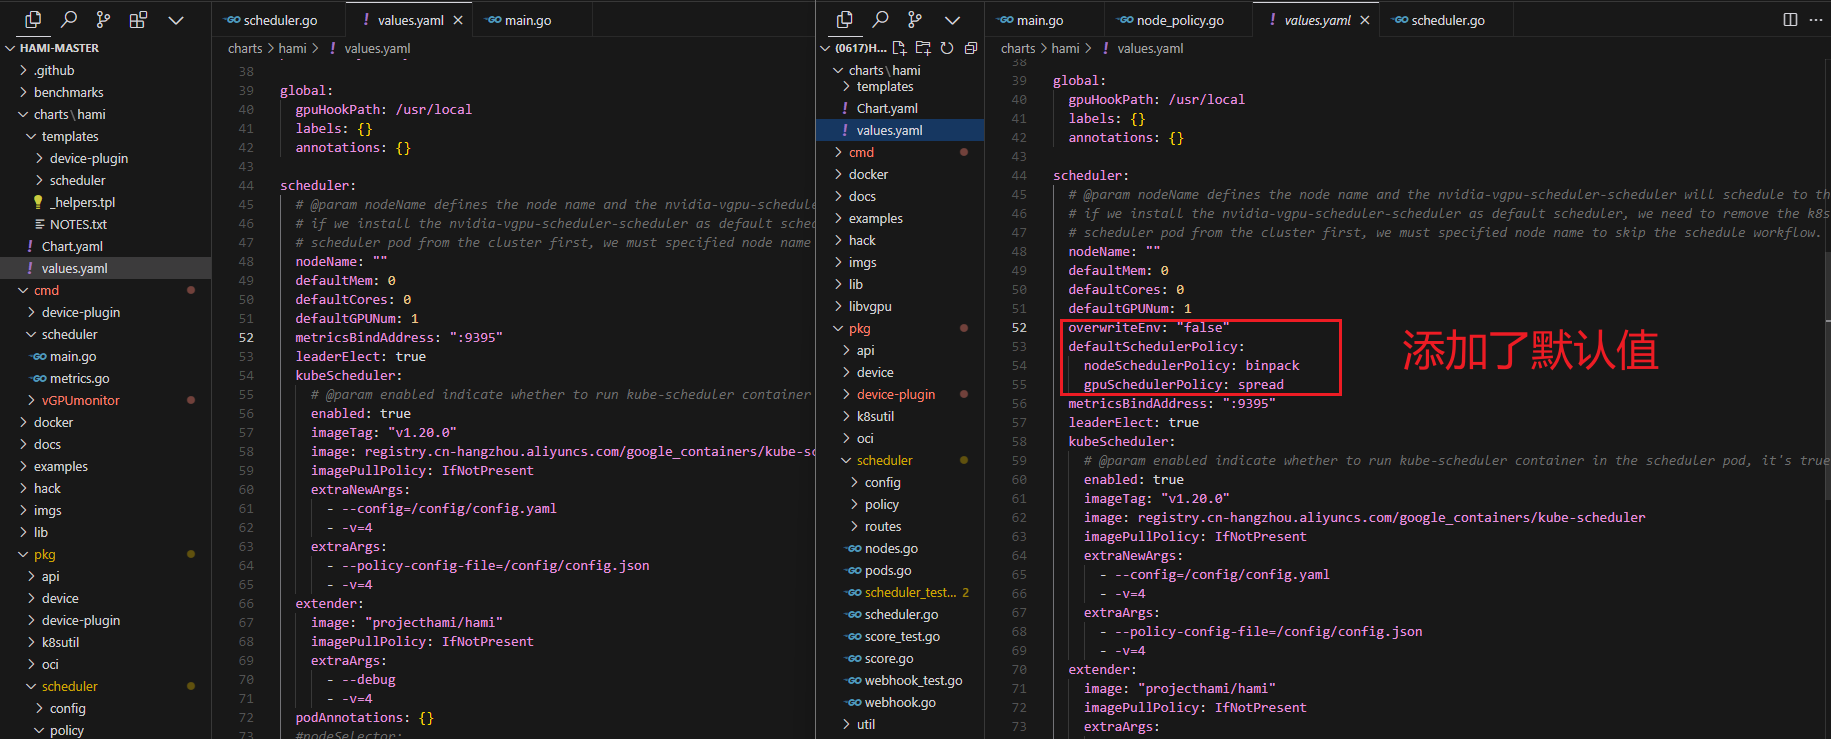 HAMI-MASTER
.github
benchmarks
charts\hami
templates
device-plugin
scheduler
_helpers.tpl
NOTES.txt
Chart.yaml
values.yaml
cmd
device-plugin
scheduler
main.go
metrics.go
vGPUmonitor
docker
docs
examples
hack
imgs
lib
pkg
api
device
device-plugin
k8sutil
oci
scheduler
config
policy
scheduler.go
values.yaml
main.go
charts > hami > ! values.yaml
38
39 global:
40 gpuHookPath: /usr/local
41 labels: {}
42 annotations: {}
43
44 scheduler:
45 # @param nodeName defines the node name and the nvidia-vgpu-schedule
46 # if we install the nvidia-vgpu-scheduler-scheduler as default sched
47 # scheduler pod from the cluster first, we must specified node name
48 nodeName: ""
49 defaultMem: 0
50 defaultCores: 0
51 defaultGPUNum: 1
52 metricsBindAddress: ":9395"
53 leaderElect: true
54 kubeScheduler:
55 # @param enabled indicate whether to run kube-scheduler container
56 enabled: true
57 imageTag: "v1.20.0"
58 image: registry.cn-hangzhou.aliyuncs.com/google_containers/kube-sc
59 imagePullPolicy: IfNotPresent
60 extraNewArgs:
61 - --config=/config/config.yaml
62 - -v=4
63 extraArgs:
64 - --policy-config-file=/config/config.json
65 - -v=4
66 extender:
67 image: "projecthami/hami"
68 imagePullPolicy: IfNotPresent
69 extraArgs:
70 - --debug
71 - -v=4
72 podAnnotations: {}
73 #nodeSelector:
(0617)H...
charts\hami
templates
Chart.yaml
values.yaml
cmd
docker
docs
examples
hack
imgs
lib
libvgpu
pkg
api
device
device-plugin
k8sutil
oci
scheduler
config
policy
routes
nodes.go
pods.go
scheduler_test... 2
scheduler.go
score_test.go
score.go
webhook_test.go
webhook.go
util
main.go
node_policy.go
values.yaml
scheduler.go
charts > hami > ! values.yaml
38
39 global:
40 gpuHookPath: /usr/local
41 labels: {}
42 annotations: {}
43
44 scheduler:
45 # @param nodeName defines the node name and the nvidia-vgpu-scheduler-scheduler will schedule to th
46 # if we install the nvidia-vgpu-scheduler-scheduler as default scheduler, we need to remove the k8s
47 # scheduler pod from the cluster first, we must specified node name to skip the schedule workflow.
48 nodeName: ""
49 defaultMem: 0
50 defaultCores: 0
51 defaultGPUNum: 1
52 overwriteEnv: "false"
53 defaultSchedulerPolicy:
54 nodeSchedulerPolicy: binpack
55 gpuSchedulerPolicy: spread
添加了默认值
56 metricsBindAddress: ":9395"
57 leaderElect: true
58 kubeScheduler:
59 # @param enabled indicate whether to run kube-scheduler container in the scheduler pod, it's true
60 enabled: true
61 imageTag: "v1.20.0"
62 image: registry.cn-hangzhou.aliyuncs.com/google_containers/kube-scheduler
63 imagePullPolicy: IfNotPresent
64 extraNewArgs:
65 - --config=/config/config.yaml
66 - -v=4
67 extraArgs:
68 - --policy-config-file=/config/config.json
69 - -v=4
70 extender:
71 image: "projecthami/hami"
72 imagePullPolicy: IfNotPresent
73 extraArgs: